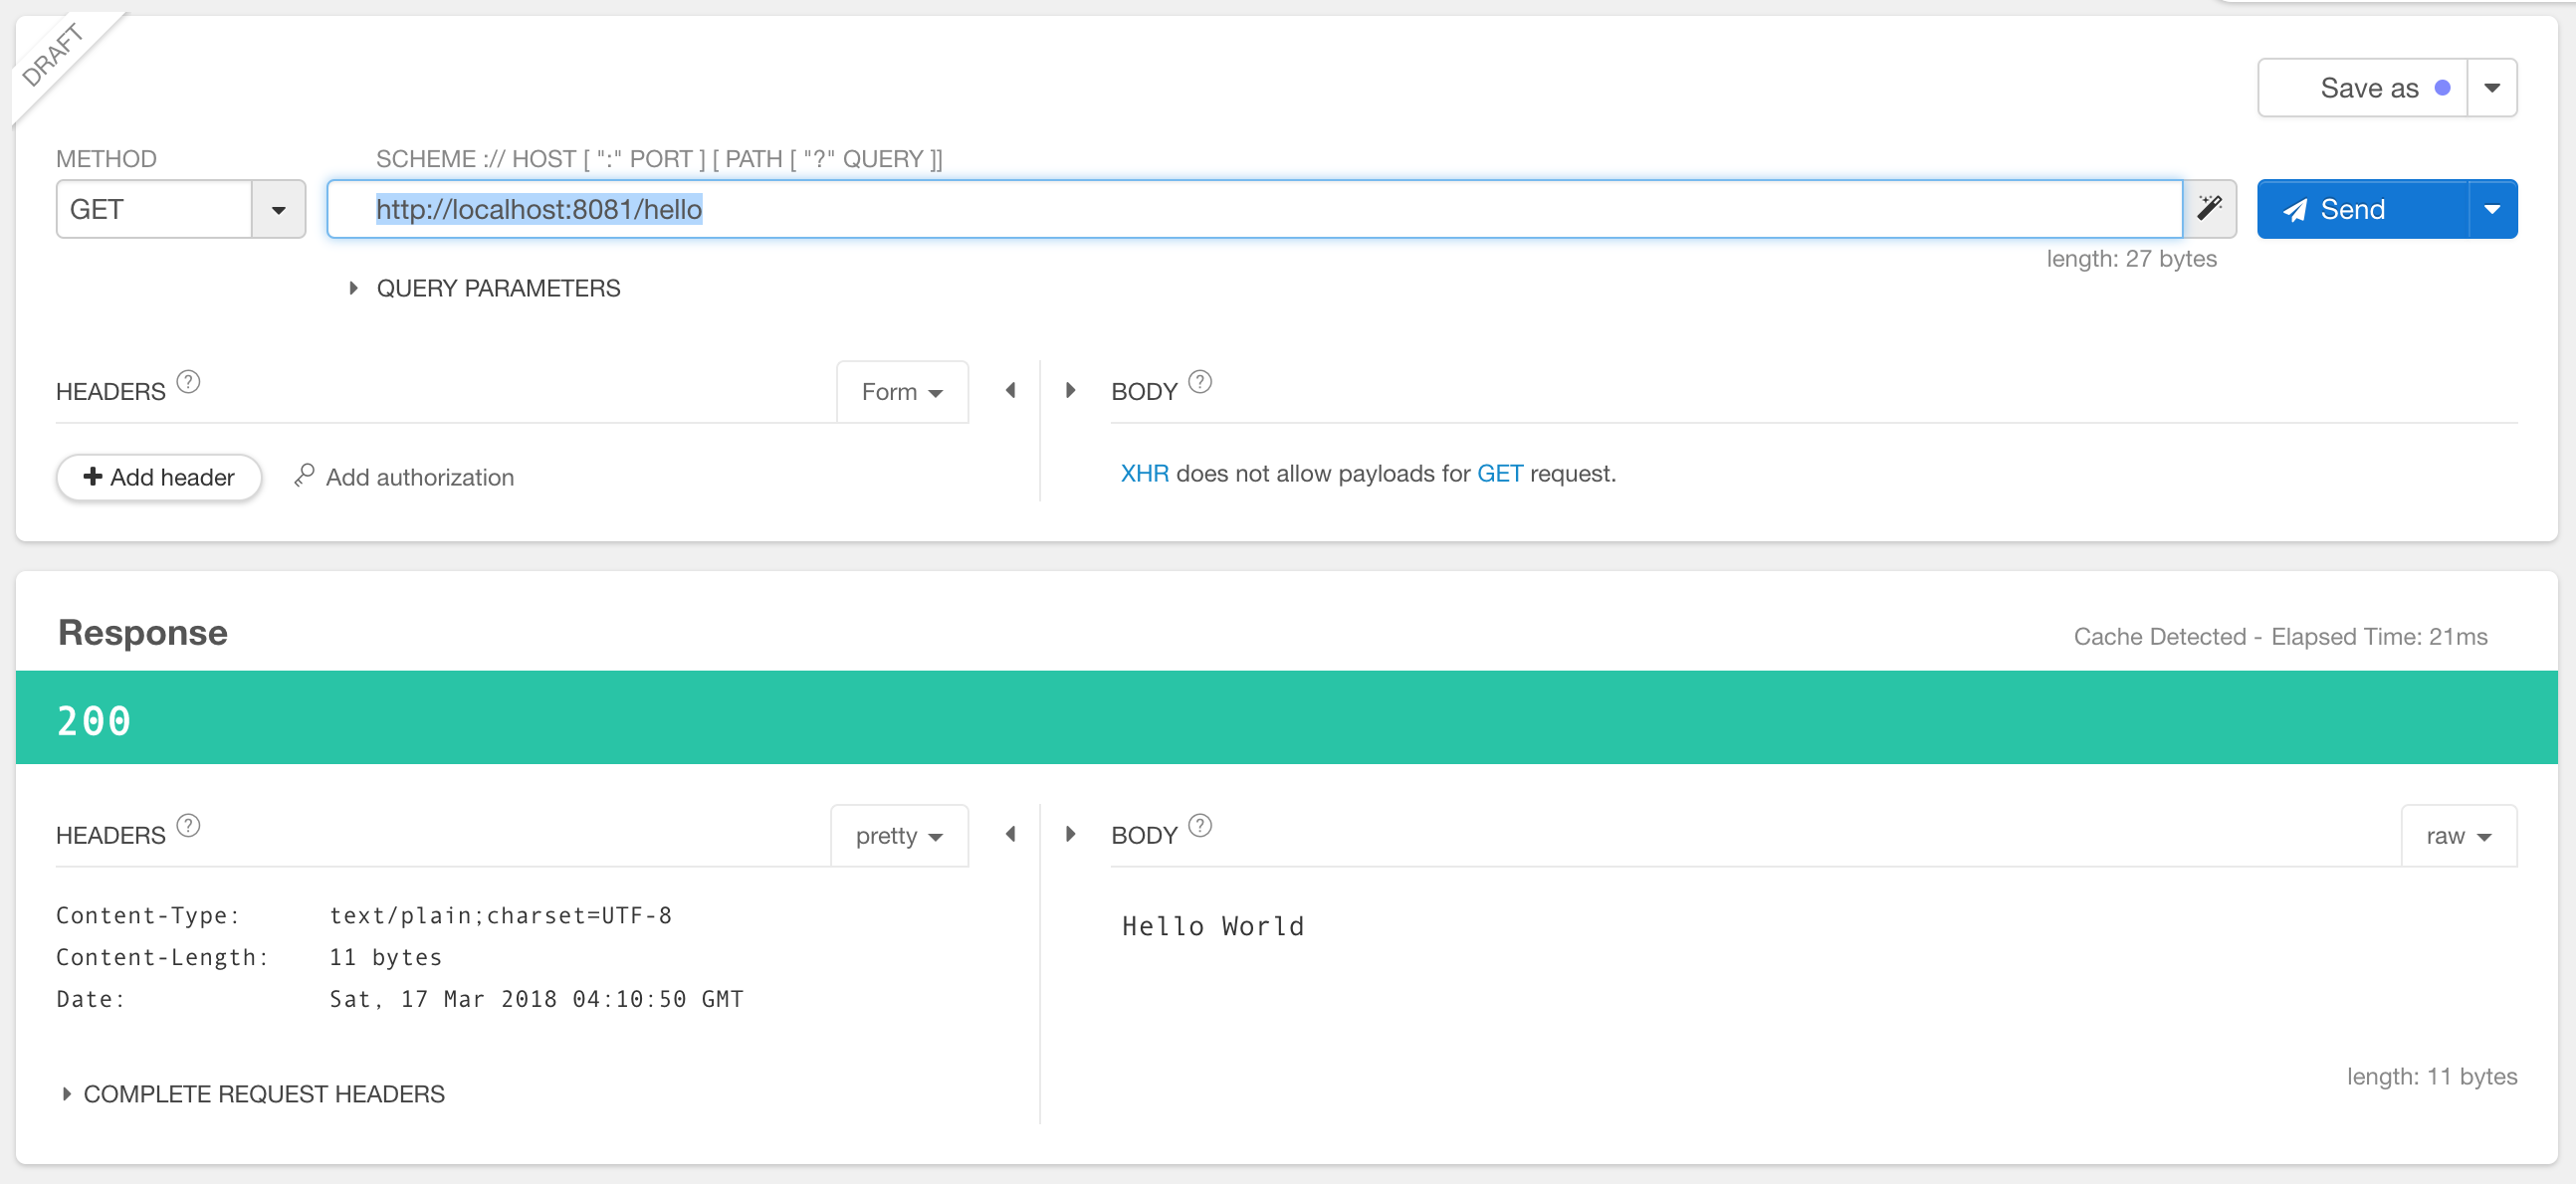 DRAFT
Save as
METHOD
SCHEME :// HOST [ ":" PORT ] [ PATH [ "?" QUERY ]]
GET
http://localhost:8081/hello
Send
length: 27 bytes
QUERY PARAMETERS
HEADERS ?
Form
BODY ?
Add header
Add authorization
XHR does not allow payloads for GET request.
Response
Cache Detected - Elapsed Time: 21ms
200
HEADERS ?
pretty
BODY ?
raw
Content-Type: text/plain;charset=UTF-8
Content-Length: 11 bytes
Date: Sat, 17 Mar 2018 04:10:50 GMT
Hello World
COMPLETE REQUEST HEADERS
length: 11 bytes